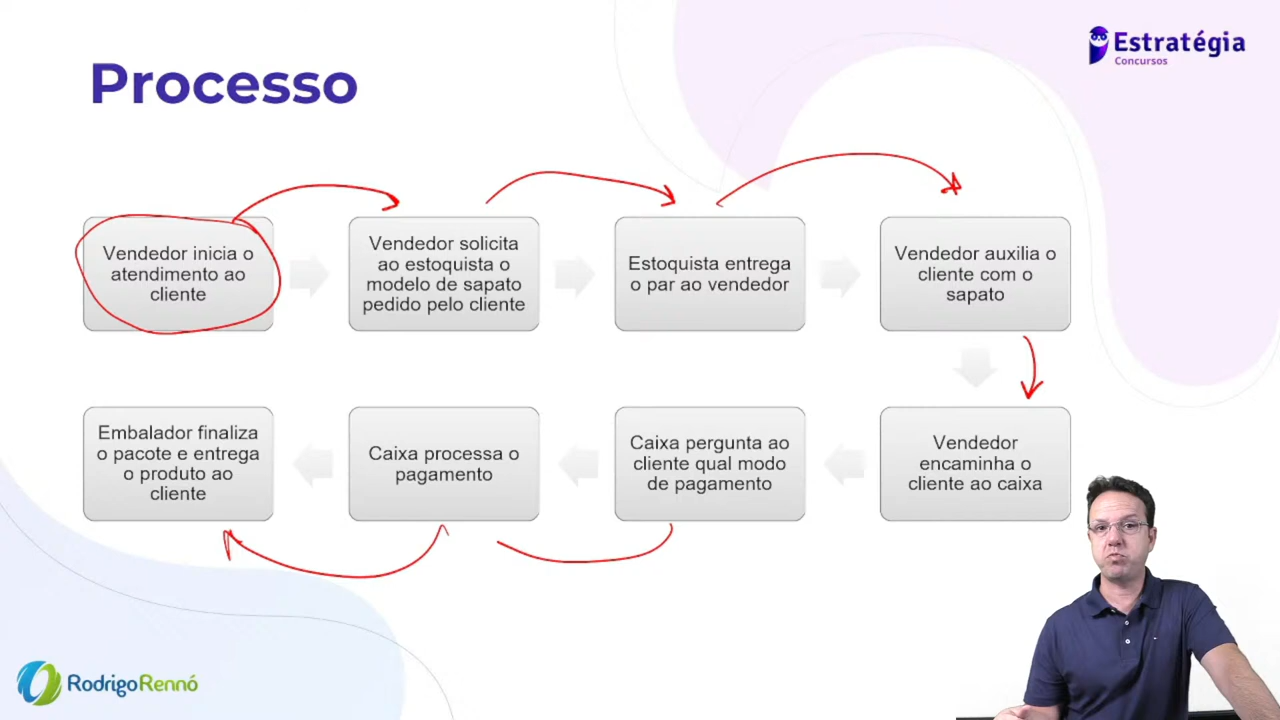 Processo
Estratégia
Concursos
Vendedor inicia o
atendimento ao
cliente
Vendedor solicita
ao estoquista o
modelo de sapato
pedido pelo cliente
Estoquista entrega
o par ao vendedor
Vendedor auxilia o
cliente com o
sapato
Vendedor
encaminha o
cliente ao caixa
Caixa pergunta ao
cliente qual modo
de pagamento
Caixa processa o
pagamento
Embalador finaliza
o pacote e entrega
o produto ao
cliente
RodrigoRennó